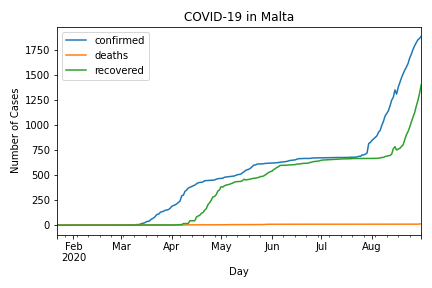 COVID-19 in Malta
confirmed
deaths
recovered
Number of Cases
1750
1500
1250
1000
750
500
250
0
Feb Mar Apr May Jun Jul Aug
2020
Day